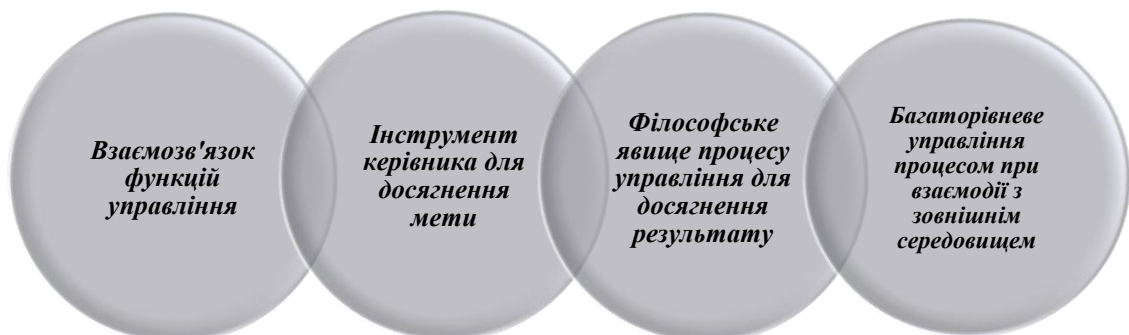 Взаємозв'язок
функцій
управління
Інструмент
керівника для
досягнення
мети
Філософське
явище процесу
управління для
досягнення
результату
Багаторівневе
управління
процесом при
взаємодії з
зовнішнім
середовищем